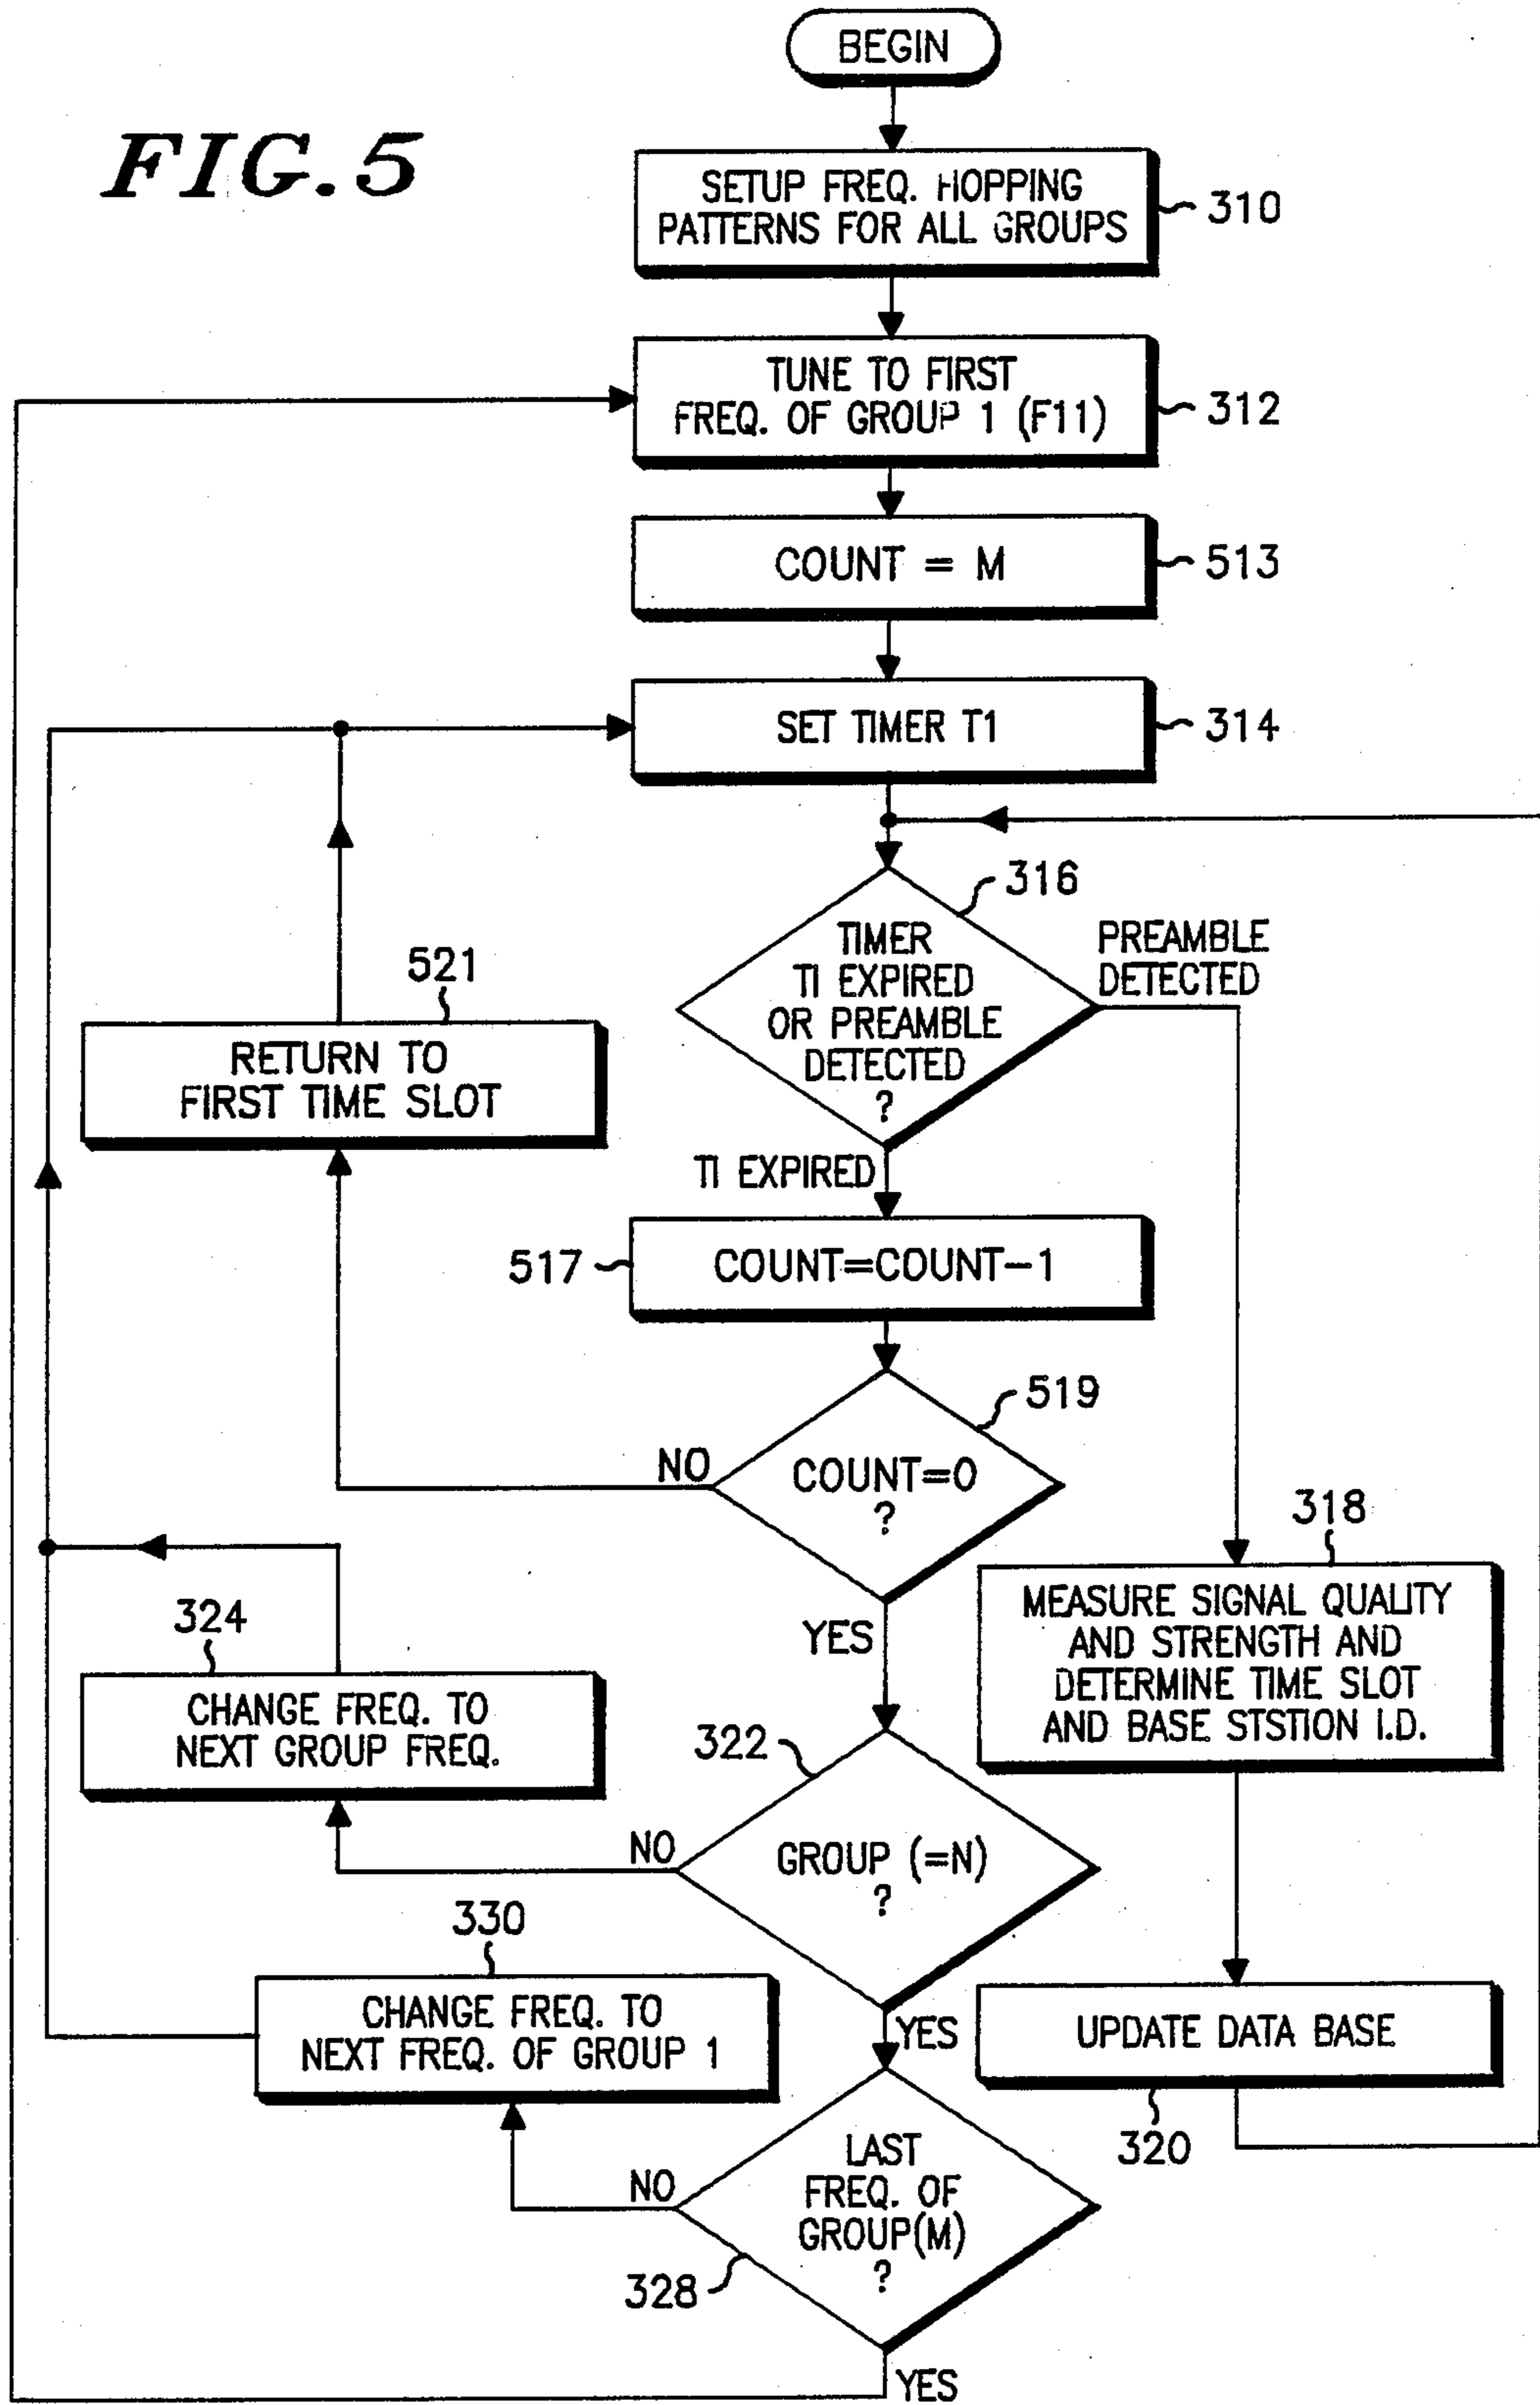 FIG. 5
BEGIN
SETUP FREQ. HOPPING
PATTERNS FOR ALL GROUPS
310
TUNE TO FIRST
FREQ. OF GROUP 1 (F11)
312
COUNT = M
513
SET TIMER T1
314
316
TIMER
TI EXPIRED
OR PREAMBLE
DETECTED
?
PREAMBLE
DETECTED
521
RETURN TO
FIRST TIME SLOT
TI EXPIRED
517
COUNT=COUNT-1
519
COUNT=0
?
NO
YES
318
MEASURE SIGNAL QUALITY
AND STRENGTH AND
DETERMINE TIME SLOT
AND BASE STSTION I.D.
324
CHANGE FREQ. TO
NEXT GROUP FREQ.
322
GROUP (=N)
?
NO
YES
330
CHANGE FREQ. TO
NEXT FREQ. OF GROUP 1
UPDATE DATA BASE
320
LAST
FREQ. OF
GROUP(M)
?
NO
328
YES